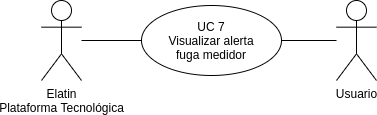 UC 7
Visualizar alerta
fuga medidor
Elatin
Plataforma Tecnológica
Usuario